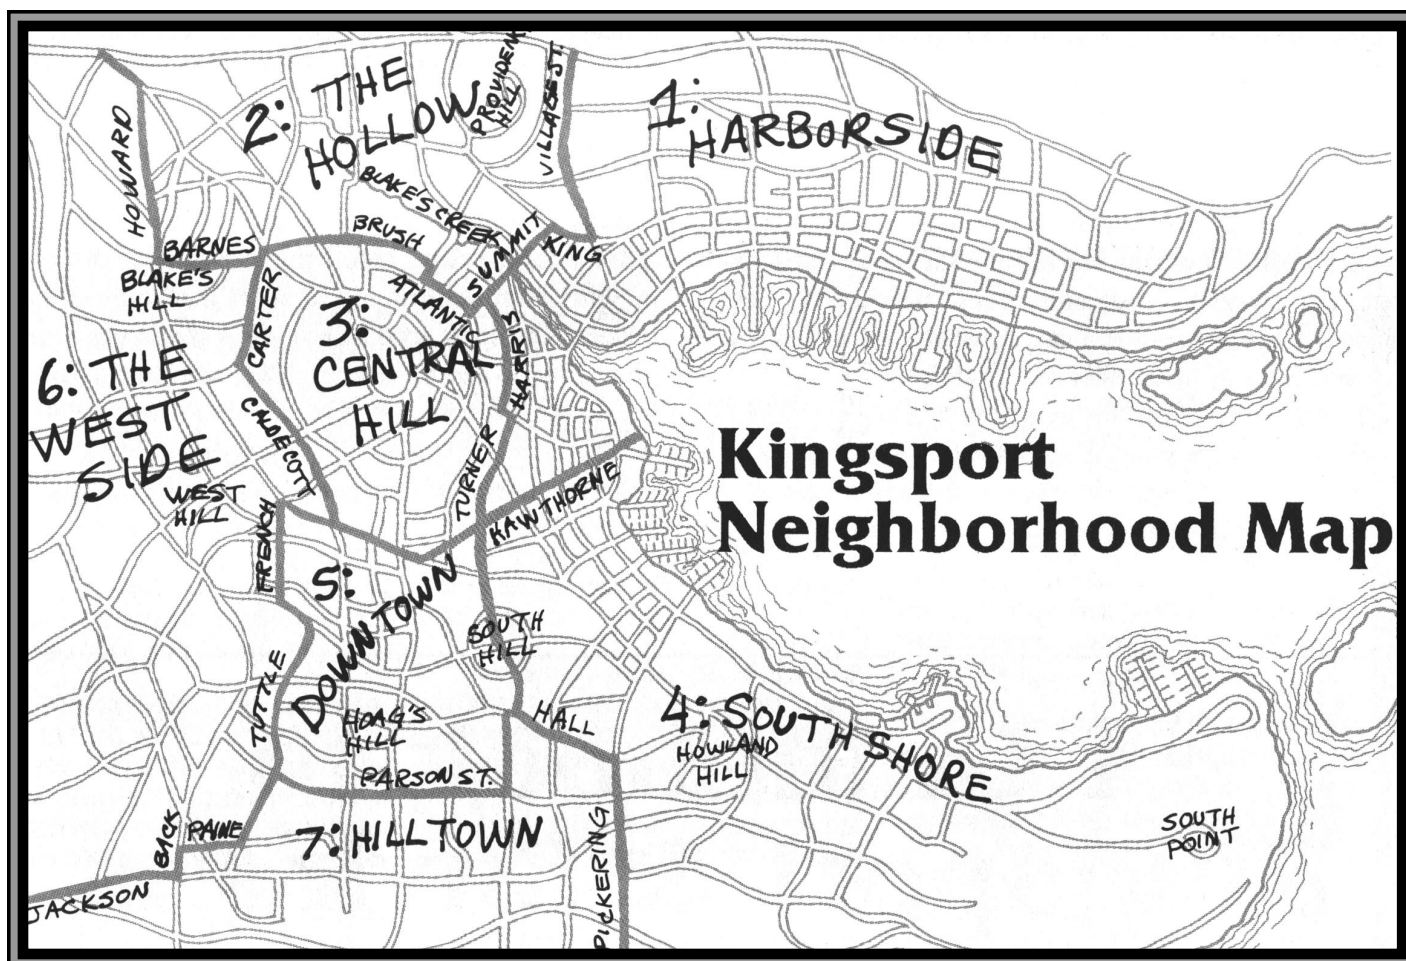 1:
HARBORSIDE
2: THE
HOLLOW
PROVIDENCE
HILL
VILLAGE ST.
HOWARD
BLAKE'S CREEK
BRUSH
SUMMIT
KING
BARNES
BLAKE'S
HILL
CARTER
ATLANTIC
HARRIS
3:
CENTRAL
HILL
6: THE
WEST
SIDE
CALDECOTT
TURNER
HAWTHORNE
WEST
HILL
FRENCH
Kingsport
Neighborhood Map
5:
DOWNTOWN
SOUTH
HILL
TUTTLE
HOAG'S
HILL
HALL
4: SOUTH SHORE
HOWLAND
HILL
PARSON ST.
BACK
PAINE
7: HILLTOWN
PICKERING
SOUTH
POINT
JACKSON